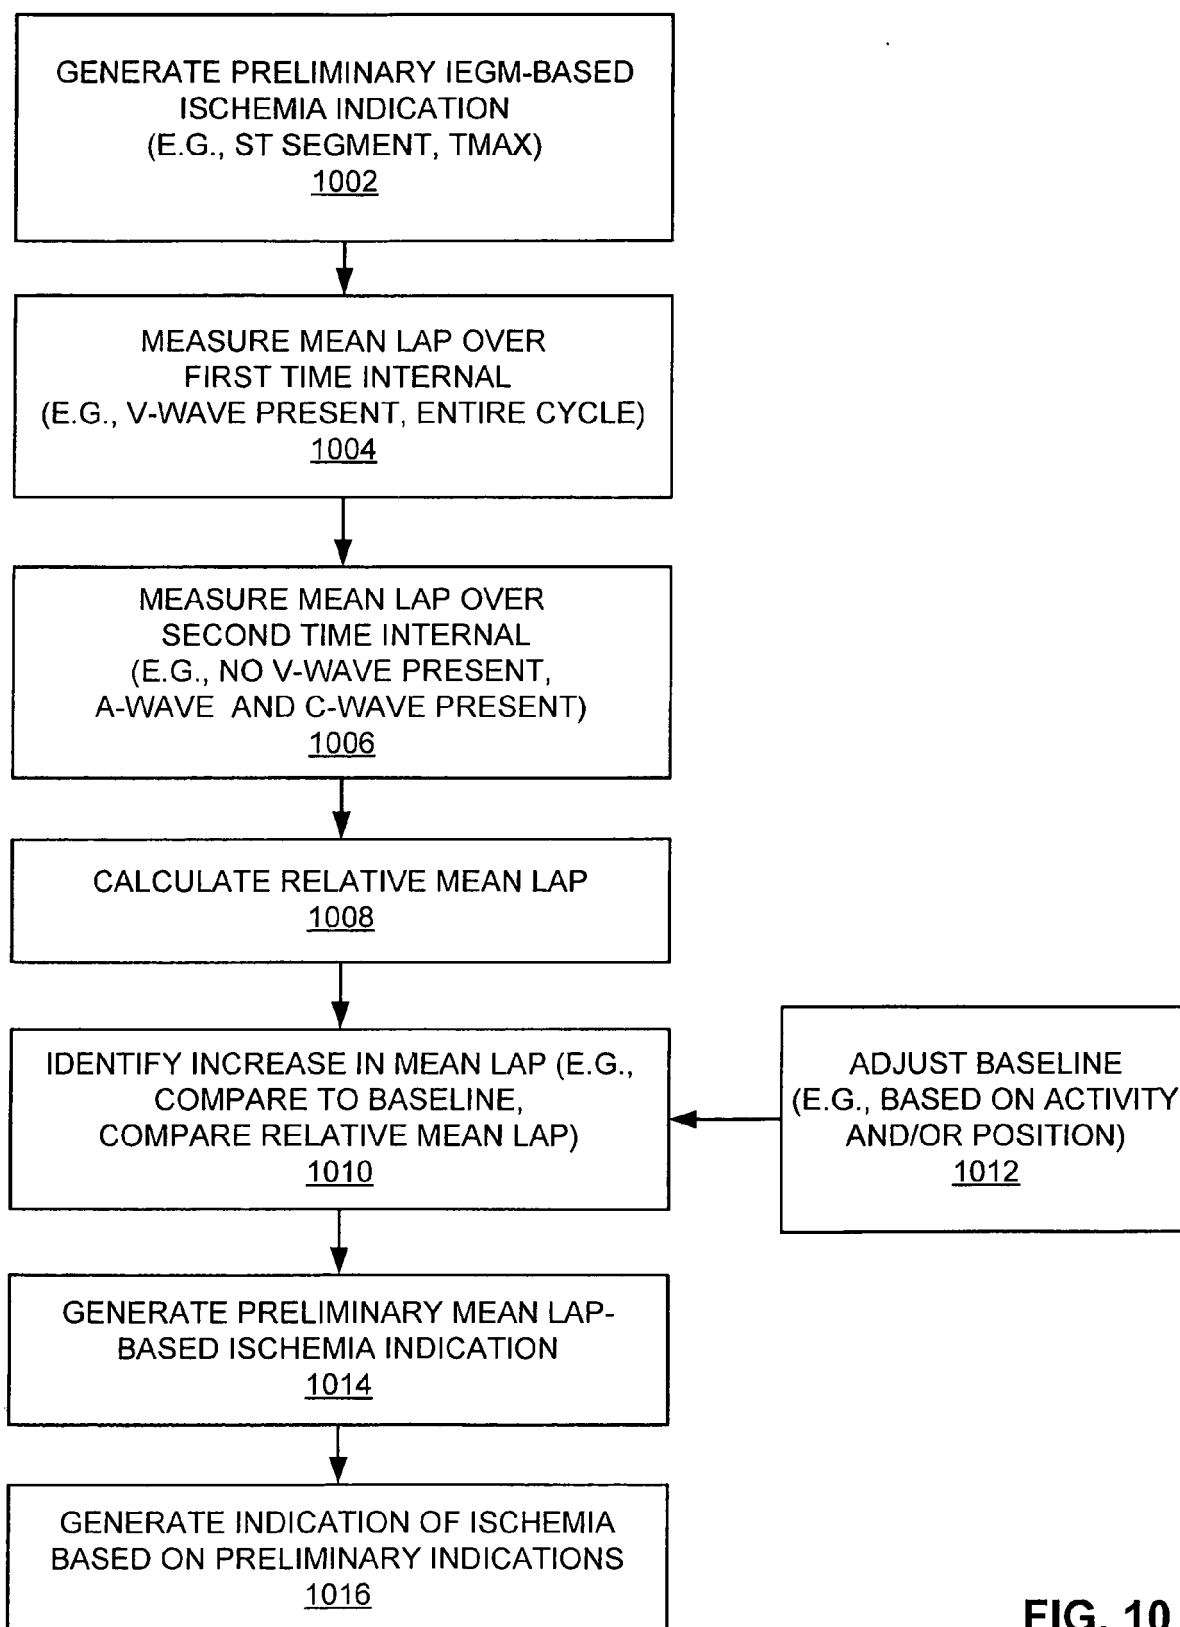 GENERATE PRELIMINARY IEGM-BASED
ISCHEMIA INDICATION
(E.G., ST SEGMENT, TMAX)
1002
MEASURE MEAN LAP OVER
FIRST TIME INTERNAL
(E.G., V-WAVE PRESENT, ENTIRE CYCLE)
1004
MEASURE MEAN LAP OVER
SECOND TIME INTERNAL
(E.G., NO V-WAVE PRESENT,
A-WAVE AND C-WAVE PRESENT)
1006
CALCULATE RELATIVE MEAN LAP
1008
IDENTIFY INCREASE IN MEAN LAP (E.G.,
COMPARE TO BASELINE,
COMPARE RELATIVE MEAN LAP)
1010
ADJUST BASELINE
(E.G., BASED ON ACTIVITY
AND/OR POSITION)
1012
GENERATE PRELIMINARY MEAN LAP-
BASED ISCHEMIA INDICATION
1014
GENERATE INDICATION OF ISCHEMIA
BASED ON PRELIMINARY INDICATIONS
1016
FIG. 10